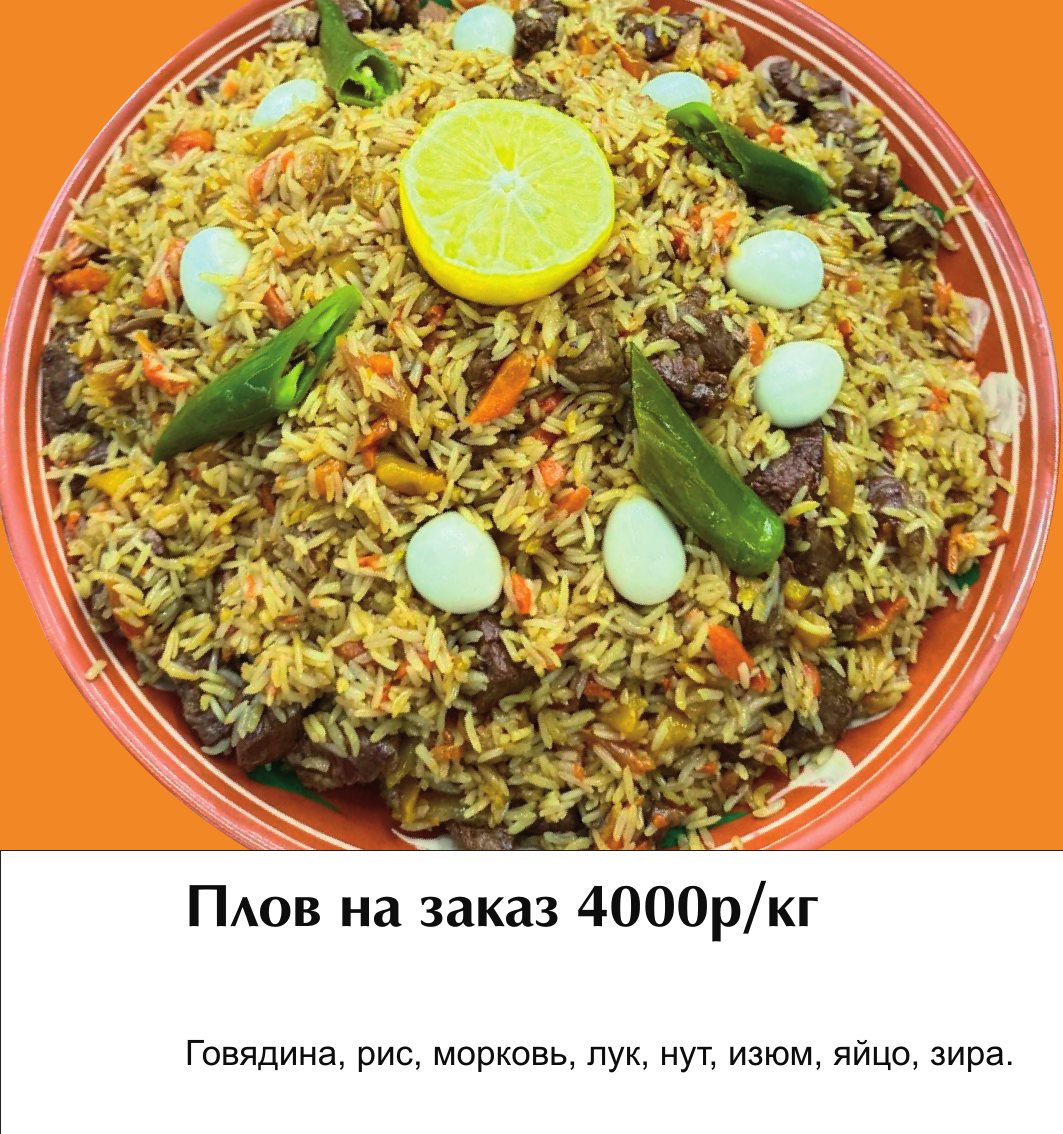 Плов на заказ 4000р/кг
Говядина, рис, морковь, лук, нут, изюм, яйцо, зира.